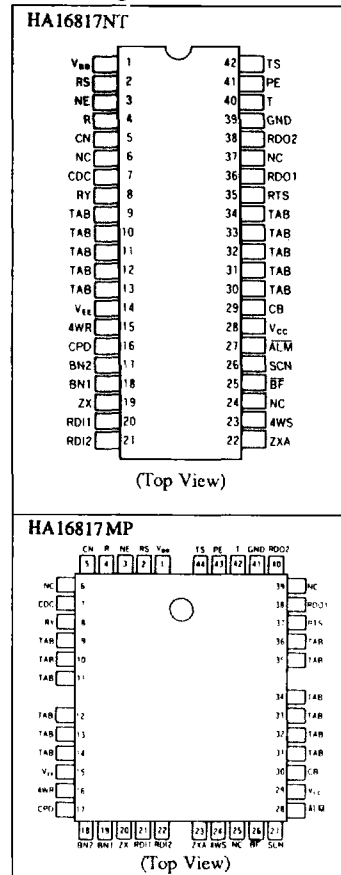 HA16817NT
VBB 1 42 TS
RS 2 41 PE
NE 3 40 T
R 4 39 GND
CN 5 38 RDO2
NC 6 37 NC
CDC 7 36 RDO1
RY 8 35 RTS
TAB 9 34 TAB
TAB 10 33 TAB
TAB 11 32 TAB
TAB 12 31 TAB
TAB 13 30 TAB
VEE 14 29 CB
4WR 15 28 VCC
CPD 16 27 ALM
BN2 17 26 SCN
BN1 18 25 BF
ZX 19 24 NC
RDI1 20 23 4WS
RDI2 21 22 ZXA
(Top View)
HA16817MP
CN R NE RS VBB TS PE T GND RDO2
5 4 3 2 1 44 43 42 41 40
NC 6 39 NC
CDC 7 38 RDO1
RY 8 37 RTS
TAB 9 36 TAB
TAB 10 35 TAB
TAB 11
34 TAB
TAB 12 33 TAB
TAB 13 32 TAB
TAB 14 31 TAB
VEE 15 30 CB
4WR 16 29 VCC
CPD 17 28 ALM
18 19 20 21 22 23 24 25 26 27
BN2 BN1 ZX RDI1 RDI2 ZXA 4WS NC BF SCN
(Top View)